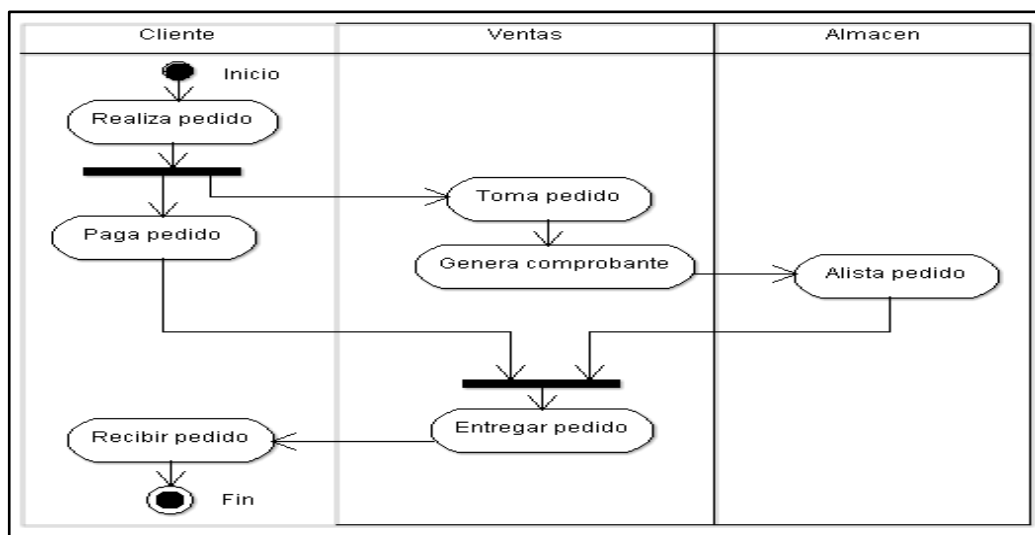 Cliente
Ventas
Almacen
Inicio
Realiza pedido
Toma pedido
Paga pedido
Genera comprobante
Alista pedido
Entregar pedido
Recibir pedido
Fin